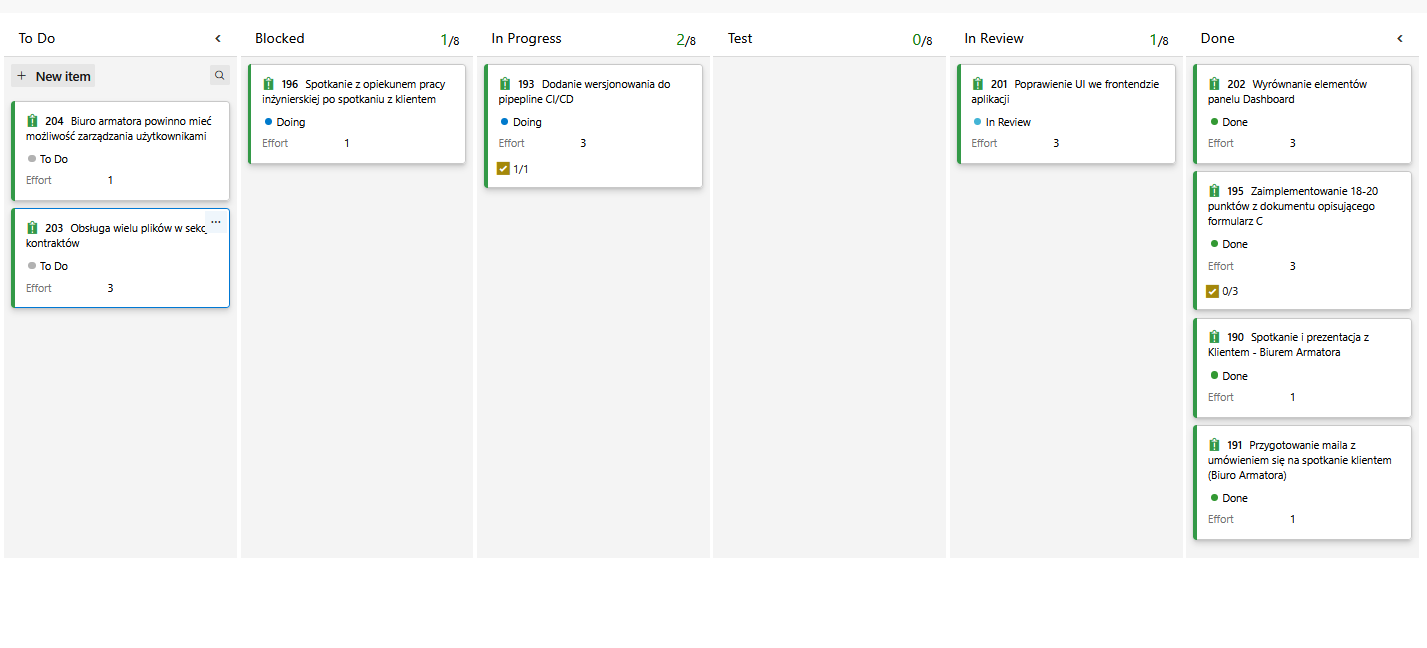 To Do
New item
204 Biuro armatora powinno mieć
możliwość zarządzania użytkownikami
To Do
Effort 1
203 Obsługa wielu plików w sekc
kontraktów
To Do
Effort 3
Blocked 1/8
196 Spotkanie z opiekunem pracy
inżynierskiej po spotkaniu z klientem
Doing
Effort 1
In Progress 2/8
193 Dodanie wersjonowania do
pipepline CI/CD
Doing
Effort 3
1/1
Test 0/8
In Review 1/8
201 Poprawienie UI we frontendzie
aplikacji
In Review
Effort 3
Done
202 Wyrównanie elementów
panelu Dashboard
Done
Effort 3
195 Zaimplementowanie 18-20
punktów z dokumentu opisującego
formularz C
Done
Effort 3
0/3
190 Spotkanie i prezentacja z
Klientem - Biurem Armatora
Done
Effort 1
191 Przygotowanie maila z
umówieniem się na spotkanie klientem
(Biuro Armatora)
Done
Effort 1